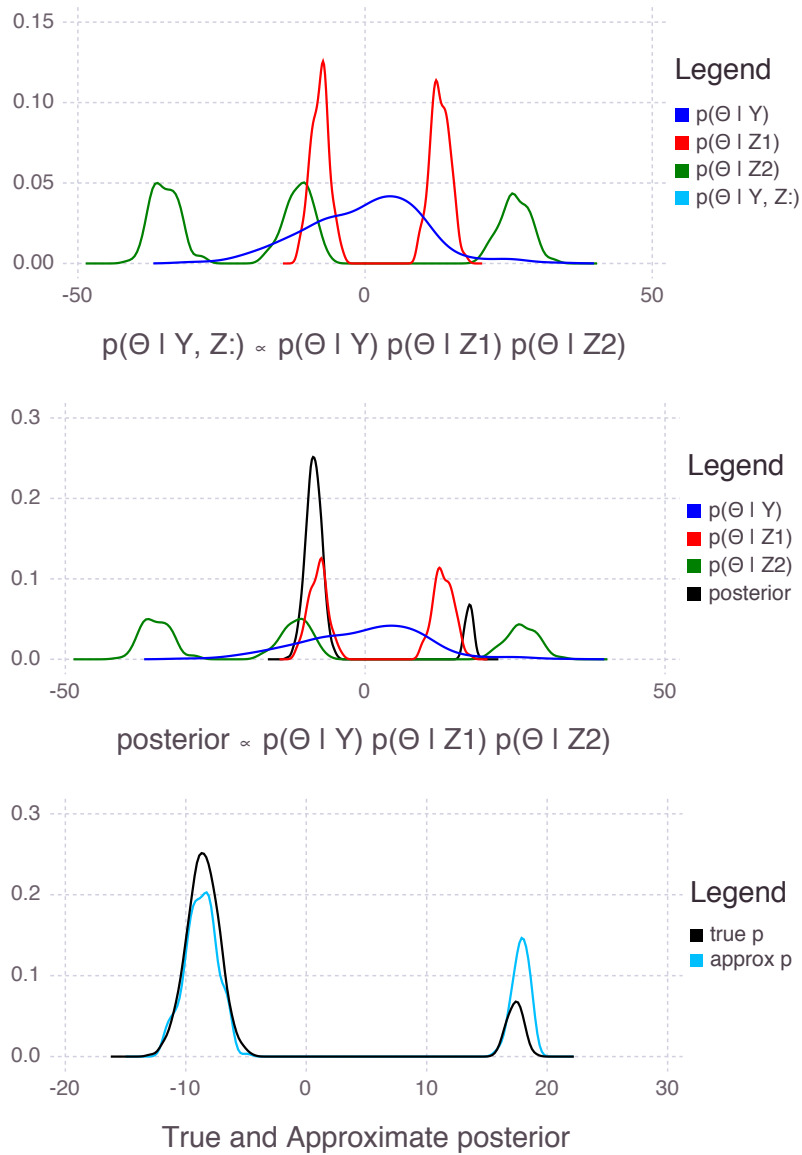 0.15
0.10
0.05
0.00
-50
0
50
Legend
p(Θ | Y)
p(Θ | Z1)
p(Θ | Z2)
p(Θ | Y, Z:)
p(Θ | Y, Z:) ∝ p(Θ | Y) p(Θ | Z1) p(Θ | Z2)
0.3
0.2
0.1
0.0
-50
0
50
Legend
p(Θ | Y)
p(Θ | Z1)
p(Θ | Z2)
posterior
posterior ∝ p(Θ | Y) p(Θ | Z1) p(Θ | Z2)
0.3
0.2
0.1
0.0
-20
-10
0
10
20
30
Legend
true p
approx p
True and Approximate posterior